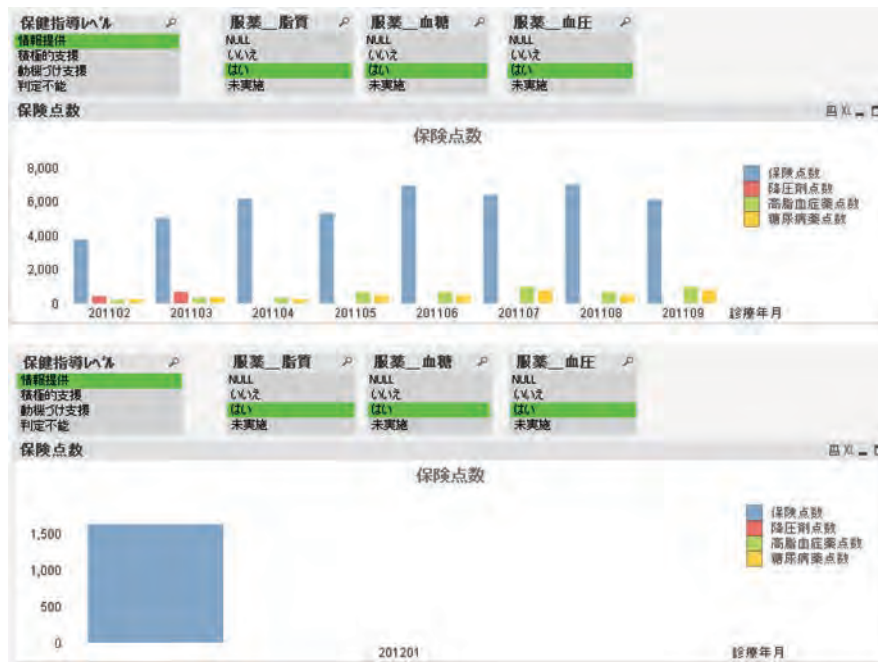 保健指導レベル 服薬__脂質 服薬__血糖 服薬__血圧
情報提供 NULL NULL NULL
積極的支援 いいえ いいえ いいえ
動機づけ支援 はい はい はい
判定不能 未実施 未実施 未実施
保険点数 XL
保険点数
8,000
6,000
4,000
2,000
0
保険点数
降圧剤点数
高脂血症薬点数
糖尿病薬点数
201102 201103 201104 201105 201106 201107 201108 201109 診療年月
保健指導レベル 服薬__脂質 服薬__血糖 服薬__血圧
情報提供 NULL NULL NULL
積極的支援 いいえ いいえ いいえ
動機づけ支援 はい はい はい
判定不能 未実施 未実施 未実施
保険点数 XL
保険点数
1,500
1,000
500
0
保険点数
降圧剤点数
高脂血症薬点数
糖尿病薬点数
201201 診療年月